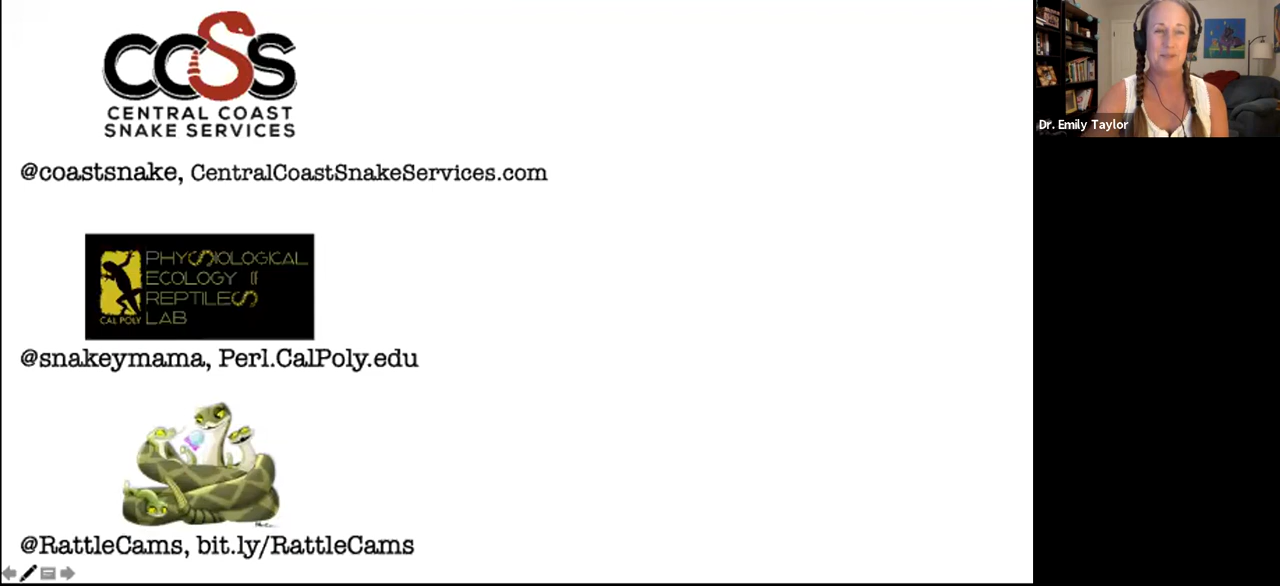 CCSS
CENTRAL COAST
SNAKE SERVICES
@coastsnake, CentralCoastSnakeServices.com
PHYSIOLOGICAL
ECOLOGY OF
REPTILES
LAB
CAL POLY
@snakeymama, Perl.CalPoly.edu
@RattleCams, bit.ly/RattleCams
Dr. Emily Taylor